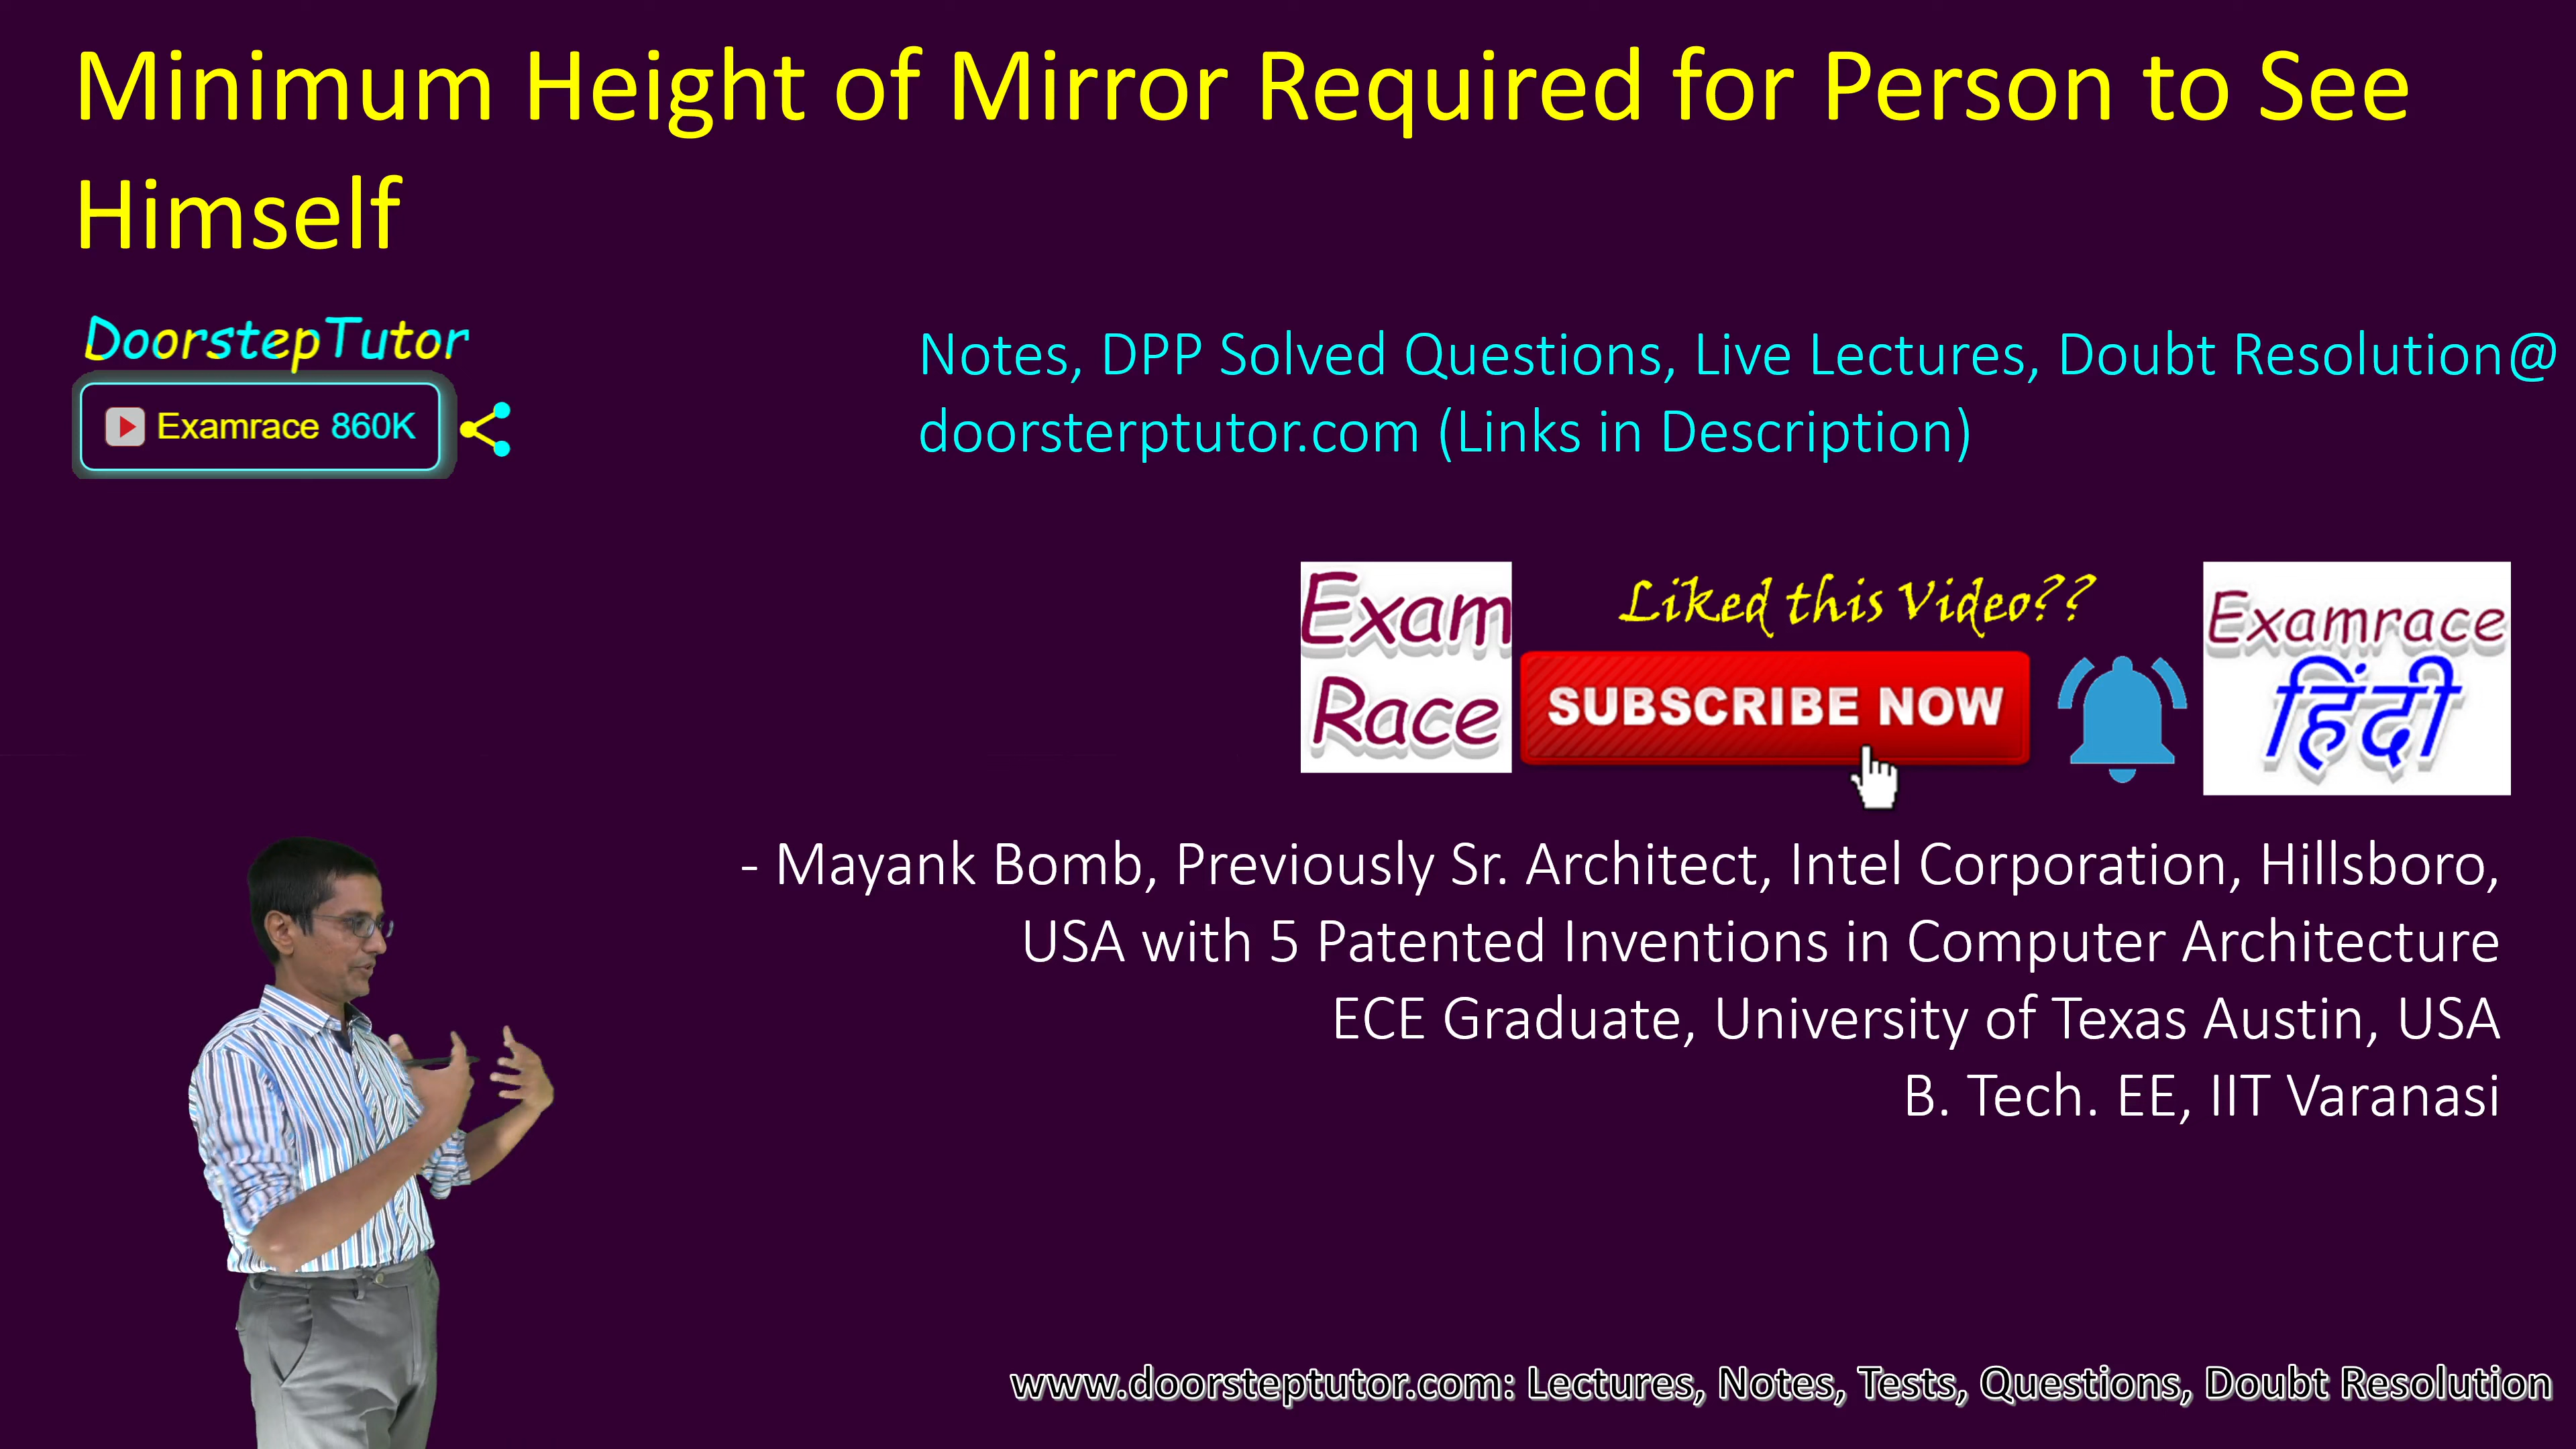 Minimum Height of Mirror Required for Person to See
Himself
DoorstepTutor
Examrace 860K
Notes, DPP Solved Questions, Live Lectures, Doubt Resolution@
doorsterptutor.com (Links in Description)
Exam
Race
Liked this Video??
SUBSCRIBE NOW
Examrace
हिंदी
- Mayank Bomb, Previously Sr. Architect, Intel Corporation, Hillsboro,
USA with 5 Patented Inventions in Computer Architecture
ECE Graduate, University of Texas Austin, USA
B. Tech. EE, IIT Varanasi
www.doorsteptutor.com: Lectures, Notes, Tests, Questions, Doubt Resolution